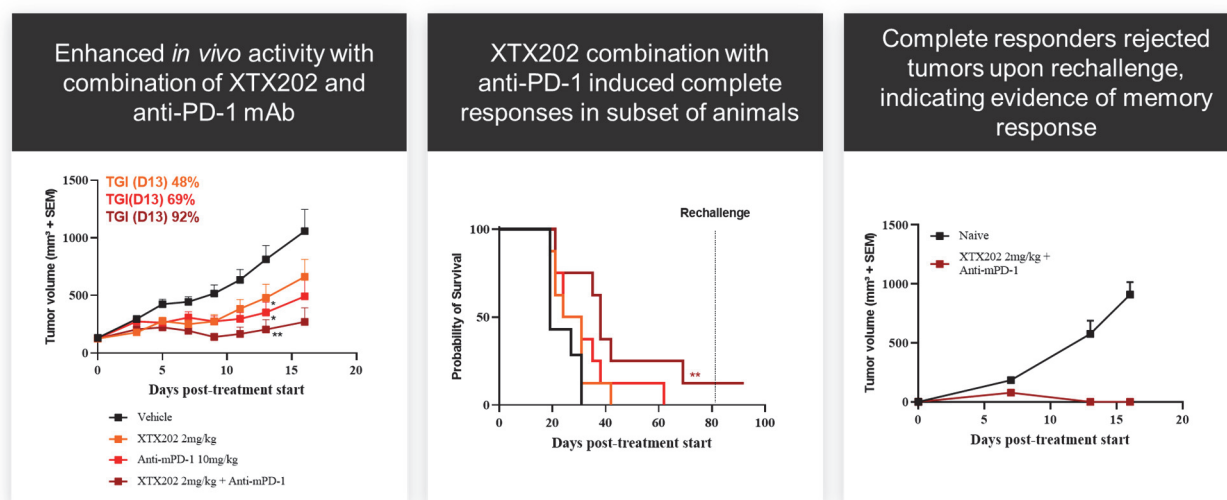 Enhanced in vivo activity with
combination of XTX202 and
anti-PD-1 mAb
TGI (D13) 48%
TGI(D13) 69%
TGI (D13) 92%
Tumor volume (mm³ + SEM)
1500
1000
500
0
*
*
**
0
5
10
15
20
Days post-treatment start
Vehicle
XTX202 2mg/kg
Anti-mPD-1 10mg/kg
XTX202 2mg/kg + Anti-mPD-1
XTX202 combination with
anti-PD-1 induced complete
responses in subset of animals
Rechallenge
Probability of Survival
100
50
0
**
0
20
40
60
80
100
Days post-treatment start
Complete responders rejected
tumors upon rechallenge,
indicating evidence of memory
response
Tumor volume (mm³ + SEM)
1500
1000
500
0
Naive
XTX202 2mg/kg +
Anti-mPD-1
0
5
10
15
20
Days post-treatment start